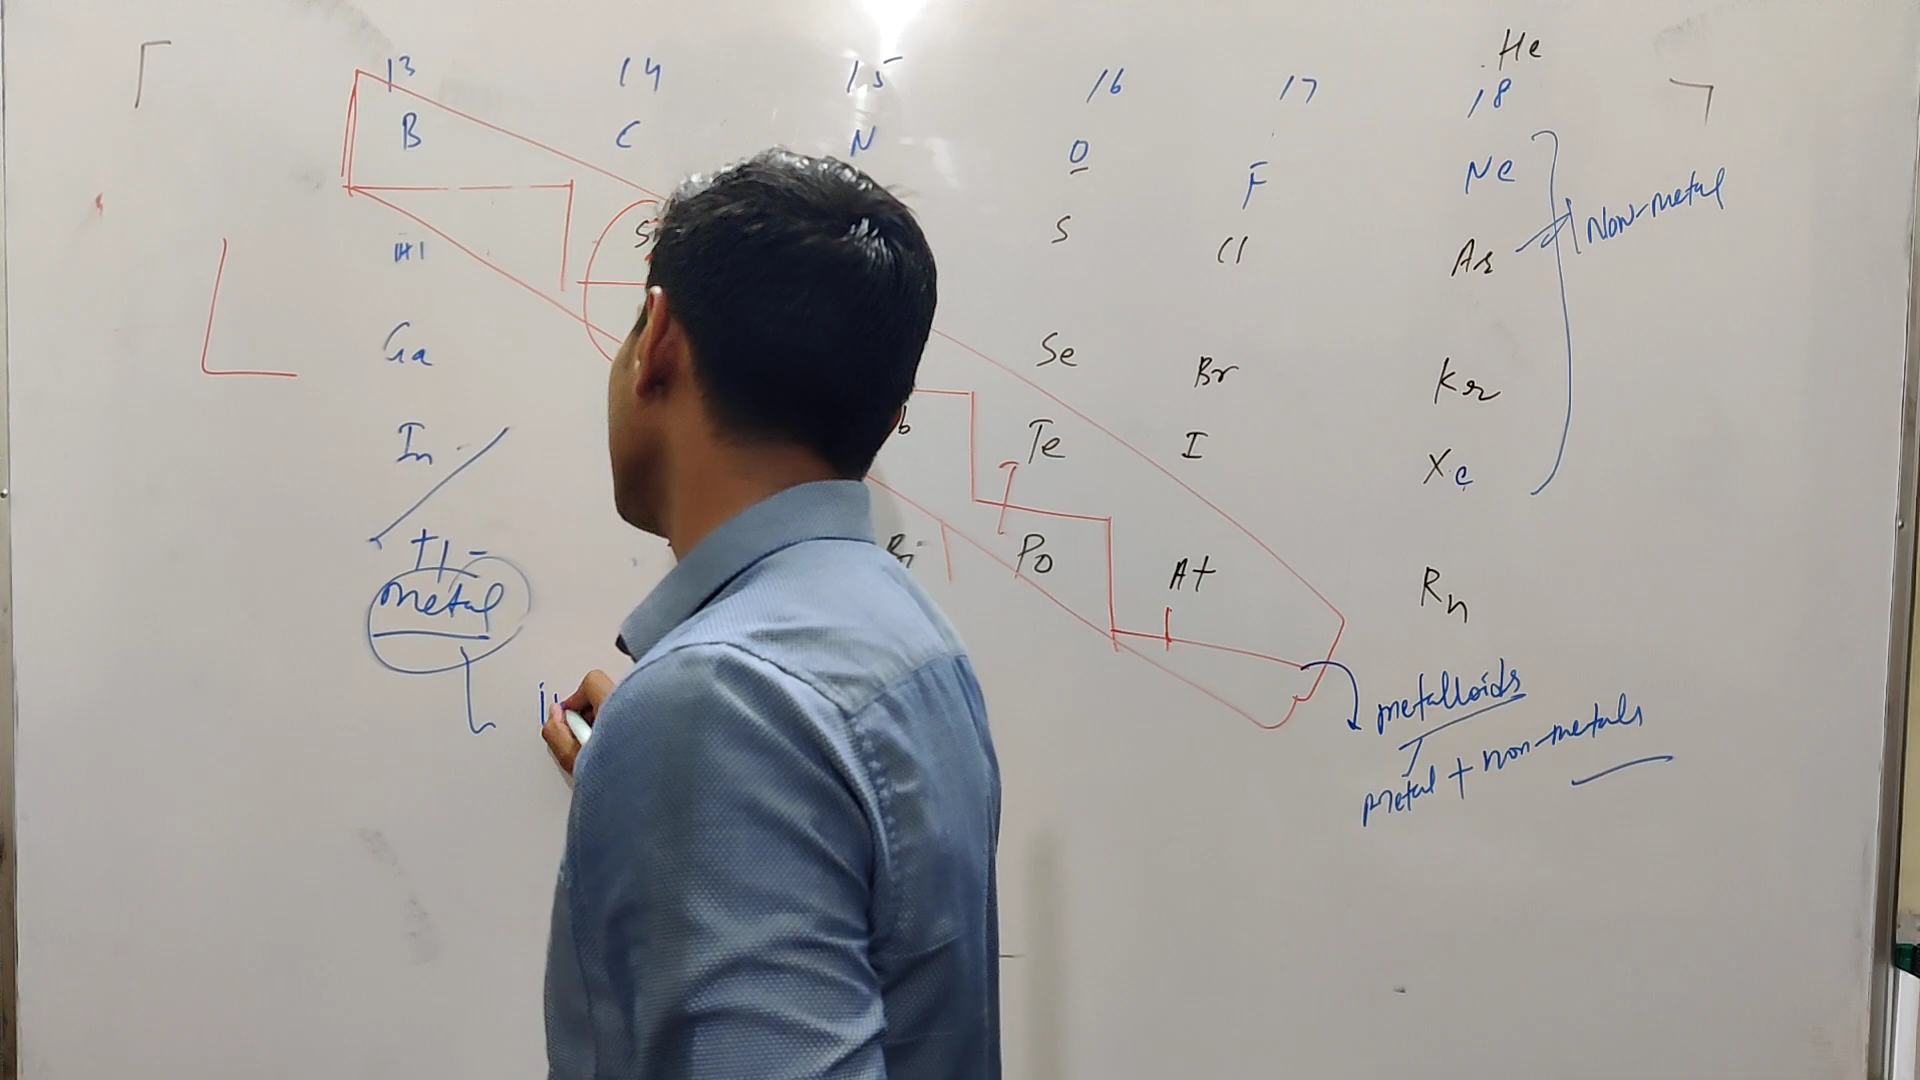 He
13 14 15 16 17 18
B C N O F Ne
S Cl Ar
Non-metal
Ga Se Br Kr
In Te I Xe
Bi Po At Rn
metal
metalloids
metal + non-metals